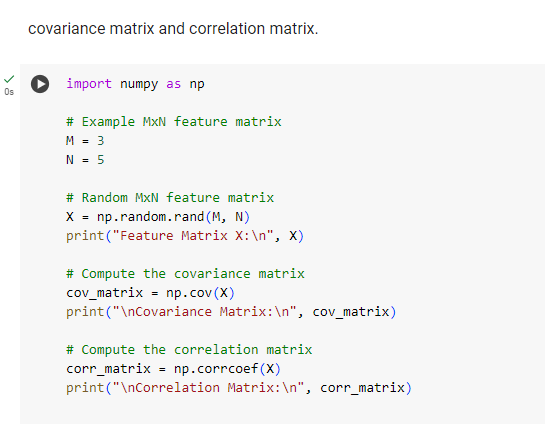 covariance matrix and correlation matrix.
0s
import numpy as np
# Example MxN feature matrix
M = 3
N = 5
# Random MxN feature matrix
X = np.random.rand(M, N)
print("Feature Matrix X:\n", X)
# Compute the covariance matrix
cov_matrix = np.cov(X)
print("\nCovariance Matrix:\n", cov_matrix)
# Compute the correlation matrix
corr_matrix = np.corrcoef(X)
print("\nCorrelation Matrix:\n", corr_matrix)